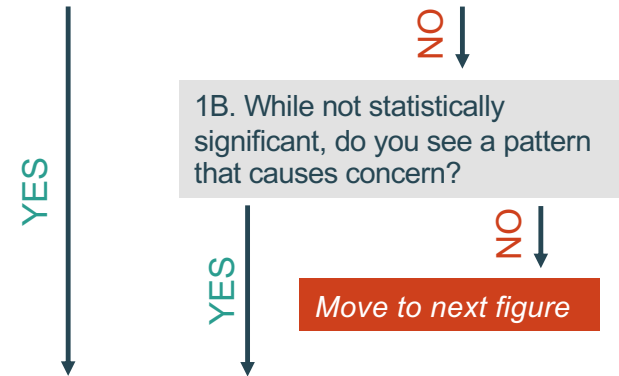 NO
1B. While not statistically
significant, do you see a pattern
that causes concern?
YES
NO
YES
Move to next figure